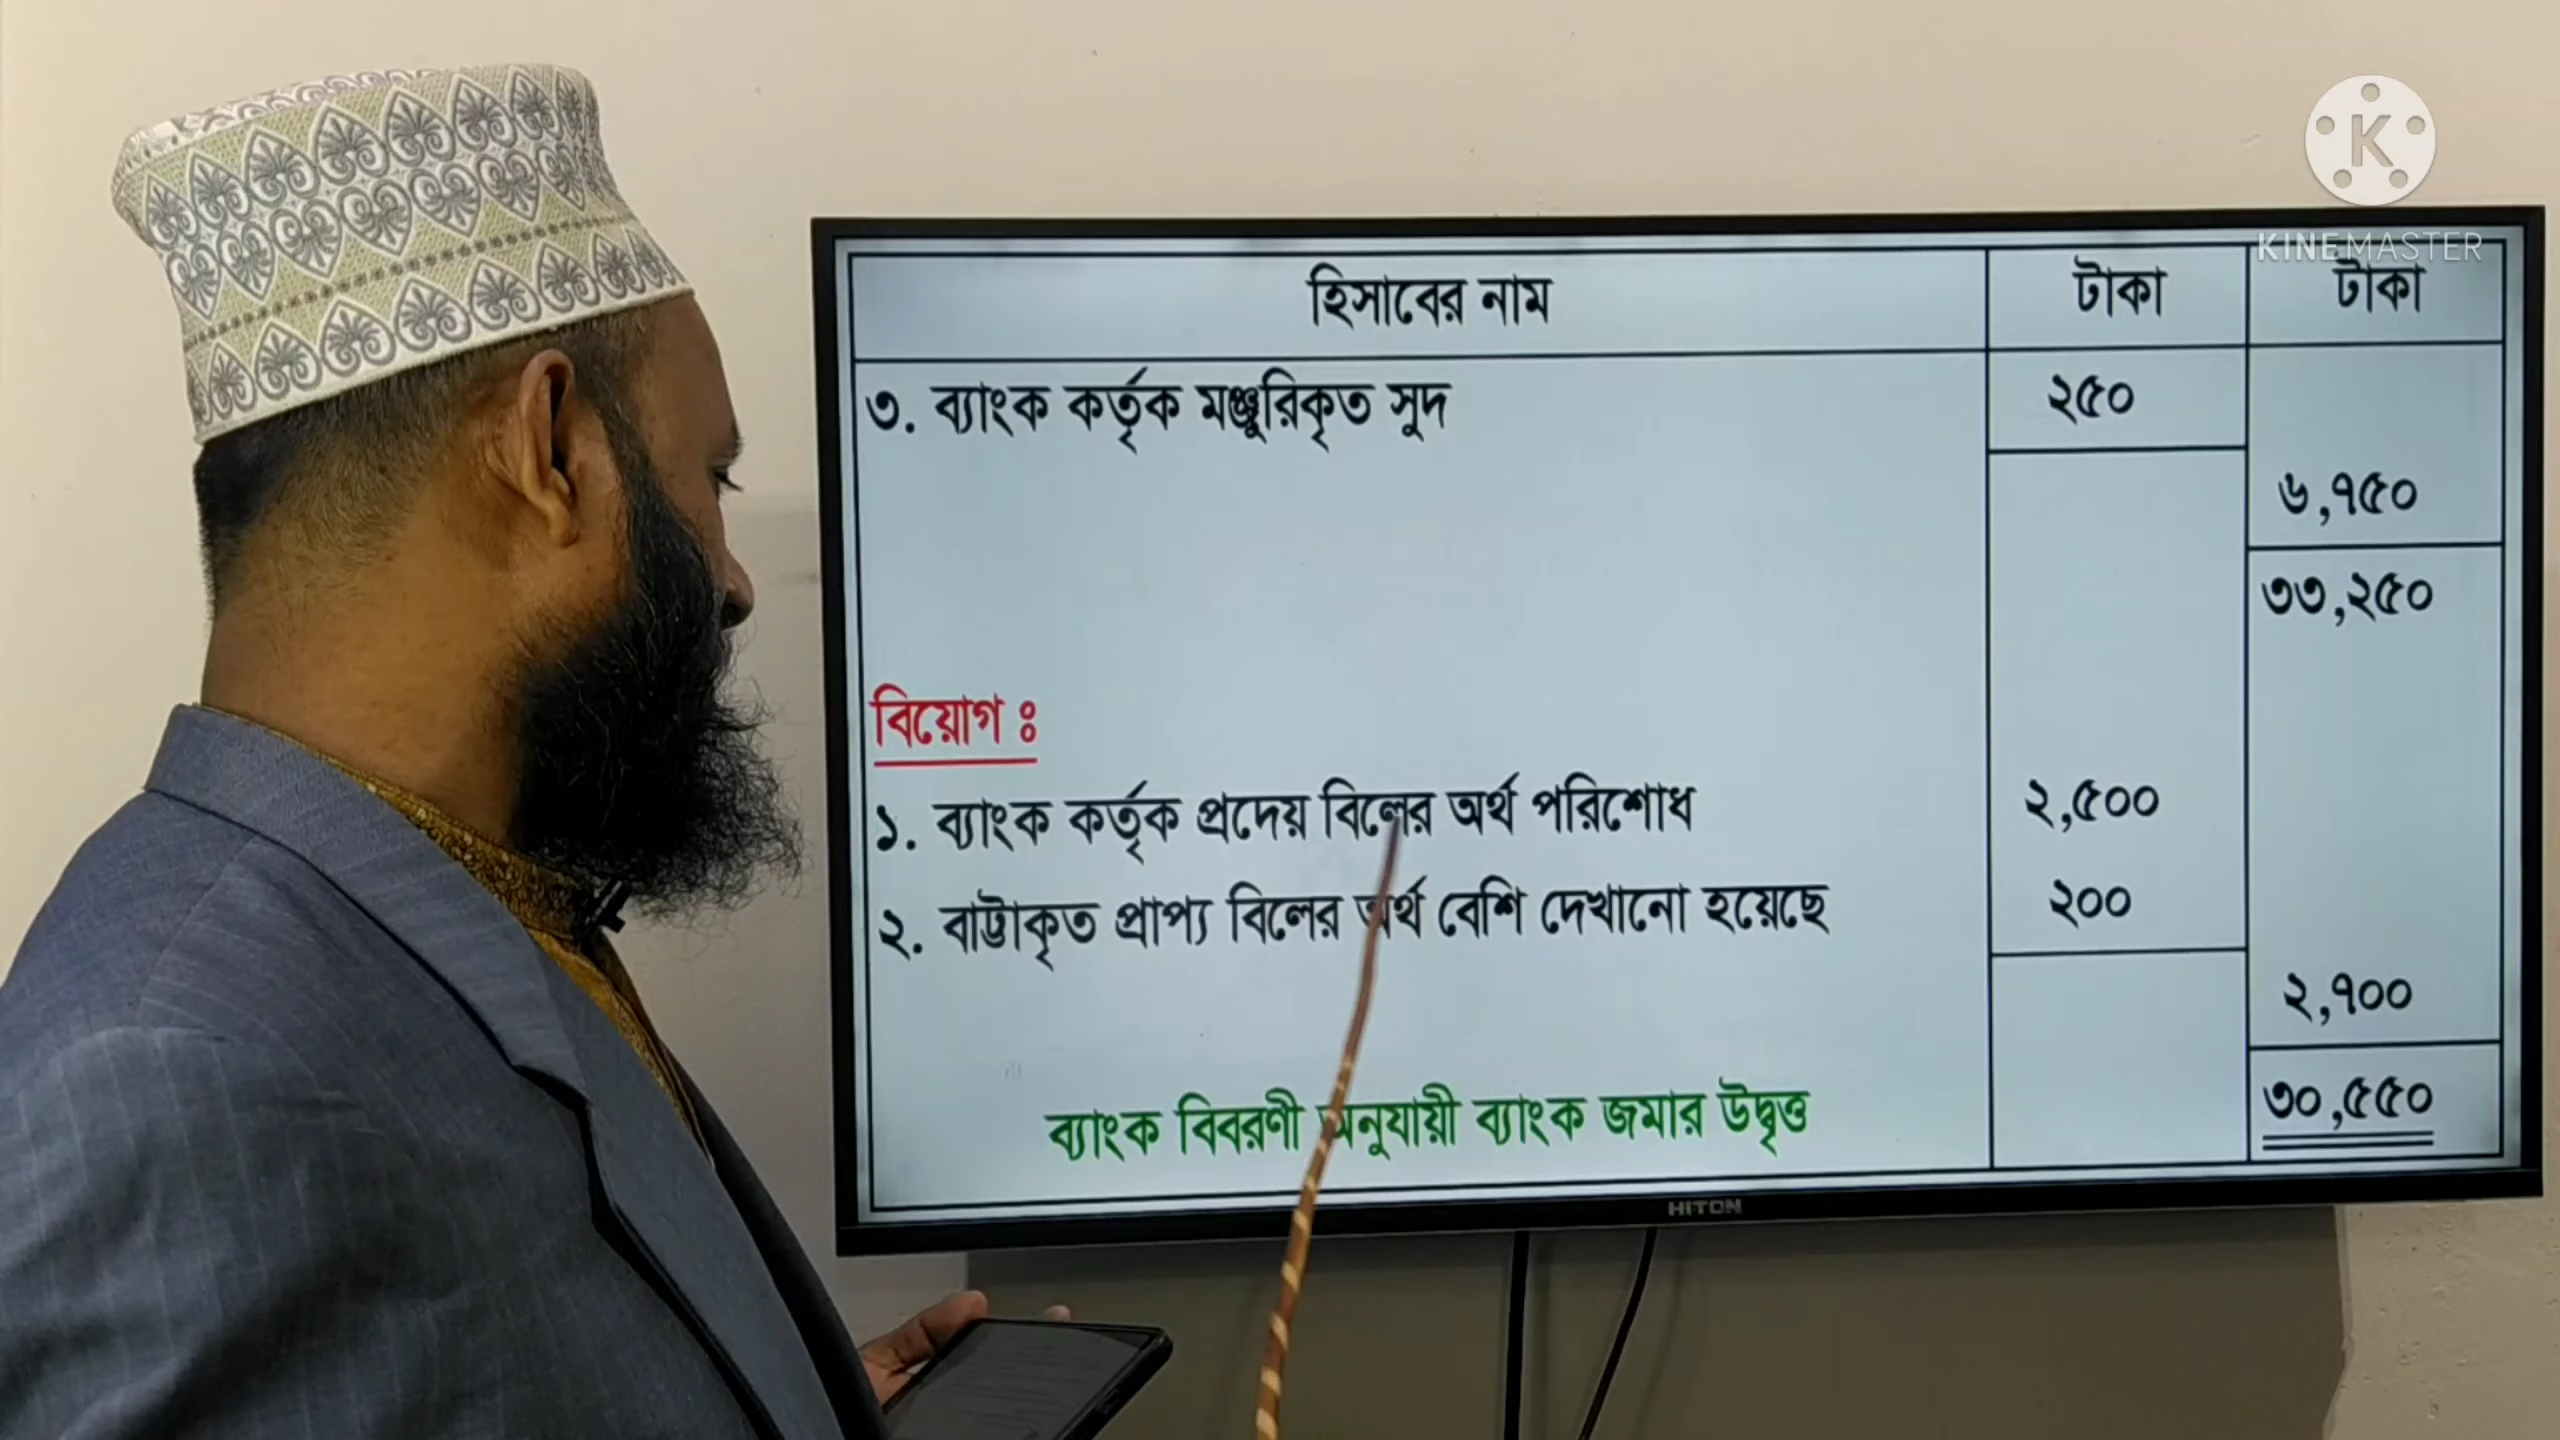 K
KINEMASTER
হিসাবের নাম টাকা টাকা
৩. ব্যাংক কর্তৃক মঞ্জুরিকৃত সুদ ২৫০
৬,৭৫০
৩৩,২৫০
বিয়োগ ঃ
১. ব্যাংক কর্তৃক প্রদেয় বিলের অর্থ পরিশোধ ২,৫০০
২. বাট্টাকৃত প্রাপ্য বিলের অর্থ বেশি দেখানো হয়েছে ২০০
২,৭০০
ব্যাংক বিবরণী অনুযায়ী ব্যাংক জমার উদ্বৃত্ত ৩০,৫৫০
HITON